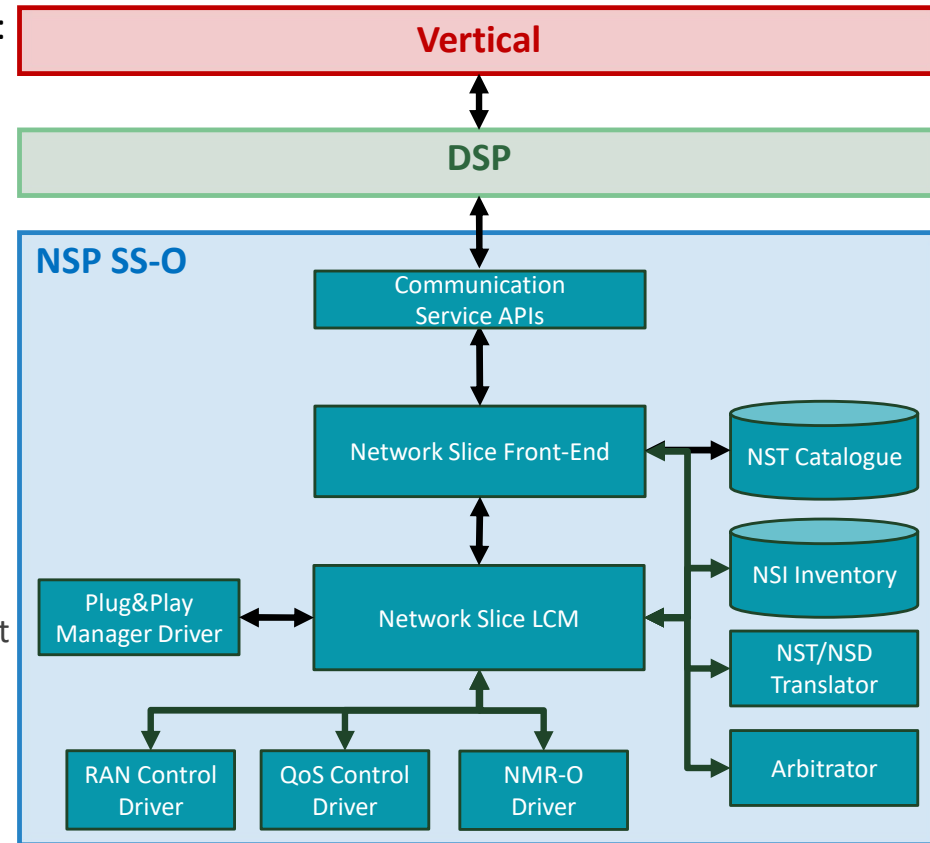 :
Vertical
DSP
NSP SS-O
Communication
Service APIs
Network Slice Front-End
NST Catalogue
NSI Inventory
Plug&Play
Manager Driver
Network Slice LCM
t
NST/NSD
Translator
RAN Control
Driver
QoS Control
Driver
NMR-O
Driver
Arbitrator